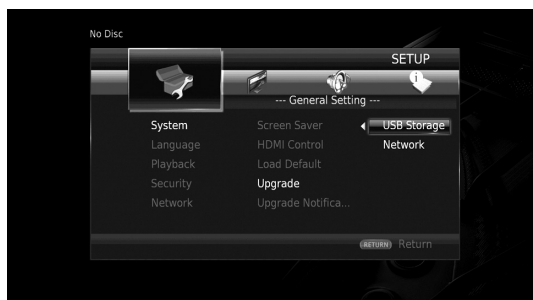 No Disc
SETUP
--- General Setting ---
System
Language
Playback
Security
Network
Screen Saver
HDMI Control
Load Default
Upgrade
Upgrade Notifica...
USB Storage
Network
RETURN Return